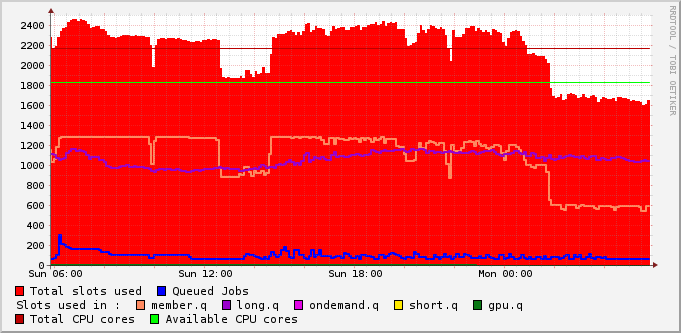 RRDTOOL / TOBI OETIKER
2400
2200
2000
1800
1600
1400
1200
1000
800
600
400
200
0
Sun 06:00 Sun 12:00 Sun 18:00 Mon 00:00
Total slots used Queued Jobs
Slots used in : member.q long.q ondemand.q short.q gpu.q
Total CPU cores Available CPU cores